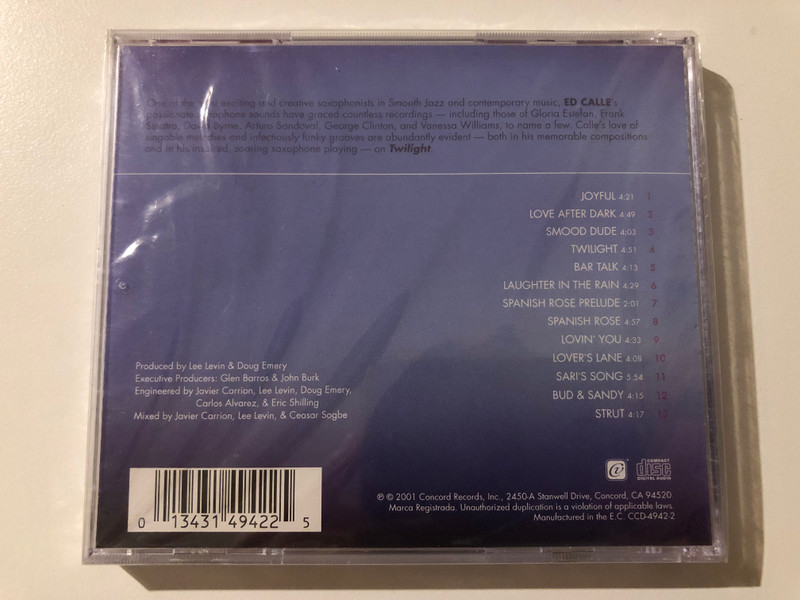 One of the most exciting and creative saxophonists in Smooth Jazz and contemporary music, ED CALLE's
passionate saxophone sounds have graced countless recordings — including those of Gloria Estefan, Frank
Sinatra, David Byrne, Arturo Sandoval, George Clinton, and Vanessa Williams, to name a few. Calle's love of
singable melodies and infectiously funky grooves are abundantly evident — both in his memorable compositions
and in his inspired, soaring saxophone playing — on Twilight.
JOYFUL 4:21 1
LOVE AFTER DARK 4:49 2
SMOOD DUDE 4:03 3
TWILIGHT 4:51 4
BAR TALK 4:13 5
LAUGHTER IN THE RAIN 4:29 6
SPANISH ROSE PRELUDE 2:01 7
SPANISH ROSE 4:57 8
LOVIN' YOU 4:33 9
LOVER'S LANE 4:08 10
SARI'S SONG 5:54 11
BUD & SANDY 4:15 12
STRUT 4:17 13
Produced by Lee Levin & Doug Emery
Executive Producers: Glen Barros & John Burk
Engineered by Javier Carrion, Lee Levin, Doug Emery,
Carlos Alvarez, & Eric Shilling
Mixed by Javier Carrion, Lee Levin, & Ceasar Sogbe
0 13431 49422 5
COMPACT
disc
DIGITAL AUDIO
℗ © 2001 Concord Records, Inc., 2450-A Stanwell Drive, Concord, CA 94520
Marca Registrada. Unauthorized duplication is a violation of applicable laws.
Manufactured in the E.C. CCD-4942-2